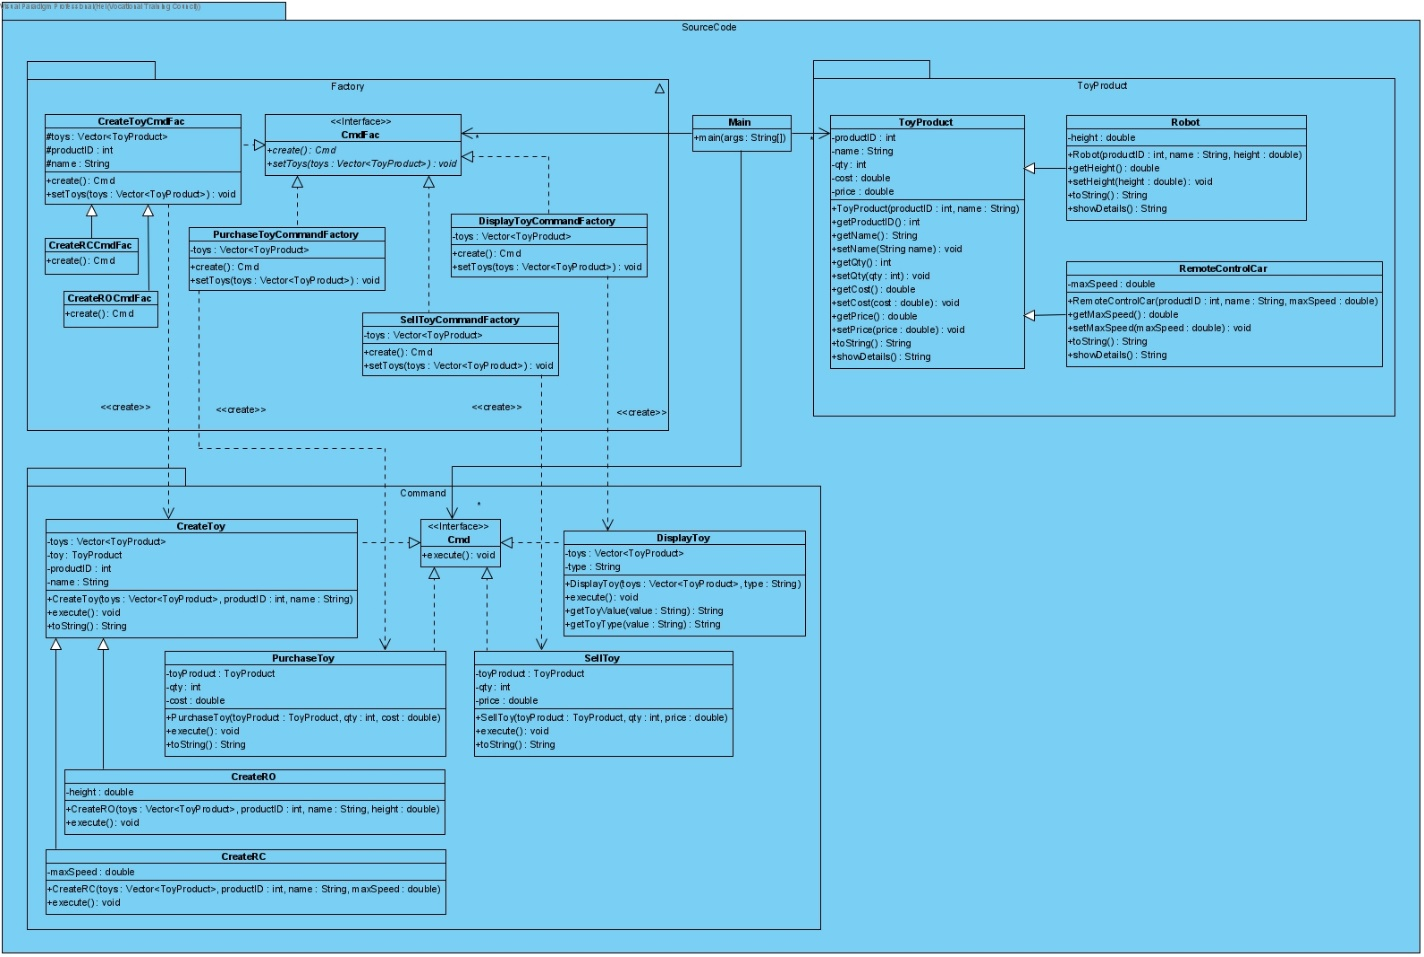 Visual Paradigm Professional(Hei(Vocational Training Council))
SourceCode
Factory
CreateToyCmdFac
#toys : Vector<ToyProduct>
#productID : int
#name : String
+create() : Cmd
+setToys(toys : Vector<ToyProduct>) : void
<<Interface>>
CmdFac
+create() : Cmd
+setToys(toys : Vector<ToyProduct>) : void
*
CreateRCCmdFac
+create() : Cmd
CreateROCmdFac
+create() : Cmd
PurchaseToyCommandFactory
-toys : Vector<ToyProduct>
+create() : Cmd
+setToys(toys : Vector<ToyProduct>) : void
DisplayToyCommandFactory
-toys : Vector<ToyProduct>
+create() : Cmd
+setToys(toys : Vector<ToyProduct>) : void
SellToyCommandFactory
-toys : Vector<ToyProduct>
+create() : Cmd
+setToys(toys : Vector<ToyProduct>) : void
<<create>>
<<create>>
<<create>>
<<create>>
Main
+main(args : String[])
*
ToyProduct
ToyProduct
-productID : int
-name : String
-qty : int
-cost : double
-price : double
+ToyProduct(productID : int, name : String)
+getProductID() : int
+getName() : String
+setName(String name) : void
+getQty() : int
+setQty(qty : int) : void
+getCost() : double
+setCost(cost : double) : void
+getPrice() : double
+setPrice(price : double) : void
+toString() : String
+showDetails() : String
Robot
-height : double
+Robot(productID : int, name : String, height : double)
+getHeight() : double
+setHeight(height : double) : void
+toString() : String
+showDetails() : String
RemoteControlCar
-maxSpeed : double
+RemoteControlCar(productID : int, name : String, maxSpeed : double)
+getMaxSpeed() : double
+setMaxSpeed(maxSpeed : double) : void
+toString() : String
+showDetails() : String
Command
*
CreateToy
-toys : Vector<ToyProduct>
-toy : ToyProduct
-productID : int
-name : String
+CreateToy(toys : Vector<ToyProduct>, productID : int, name : String)
+execute() : void
+toString() : String
<<Interface>>
Cmd
+execute() : void
DisplayToy
-toys : Vector<ToyProduct>
-type : String
+DisplayToy(toys : Vector<ToyProduct>, type : String)
+execute() : void
+getToyValue(value : String) : String
+getToyType(value : String) : String
PurchaseToy
-toyProduct : ToyProduct
-qty : int
-cost : double
+PurchaseToy(toyProduct : ToyProduct, qty : int, cost : double)
+execute() : void
+toString() : String
SellToy
-toyProduct : ToyProduct
-qty : int
-price : double
+SellToy(toyProduct : ToyProduct, qty : int, price : double)
+execute() : void
+toString() : String
CreateRO
-height : double
+CreateRO(toys : Vector<ToyProduct>, productID : int, name : String, height : double)
+execute() : void
CreateRC
-maxSpeed : double
+CreateRC(toys : Vector<ToyProduct>, productID : int, name : String, maxSpeed : double)
+execute() : void